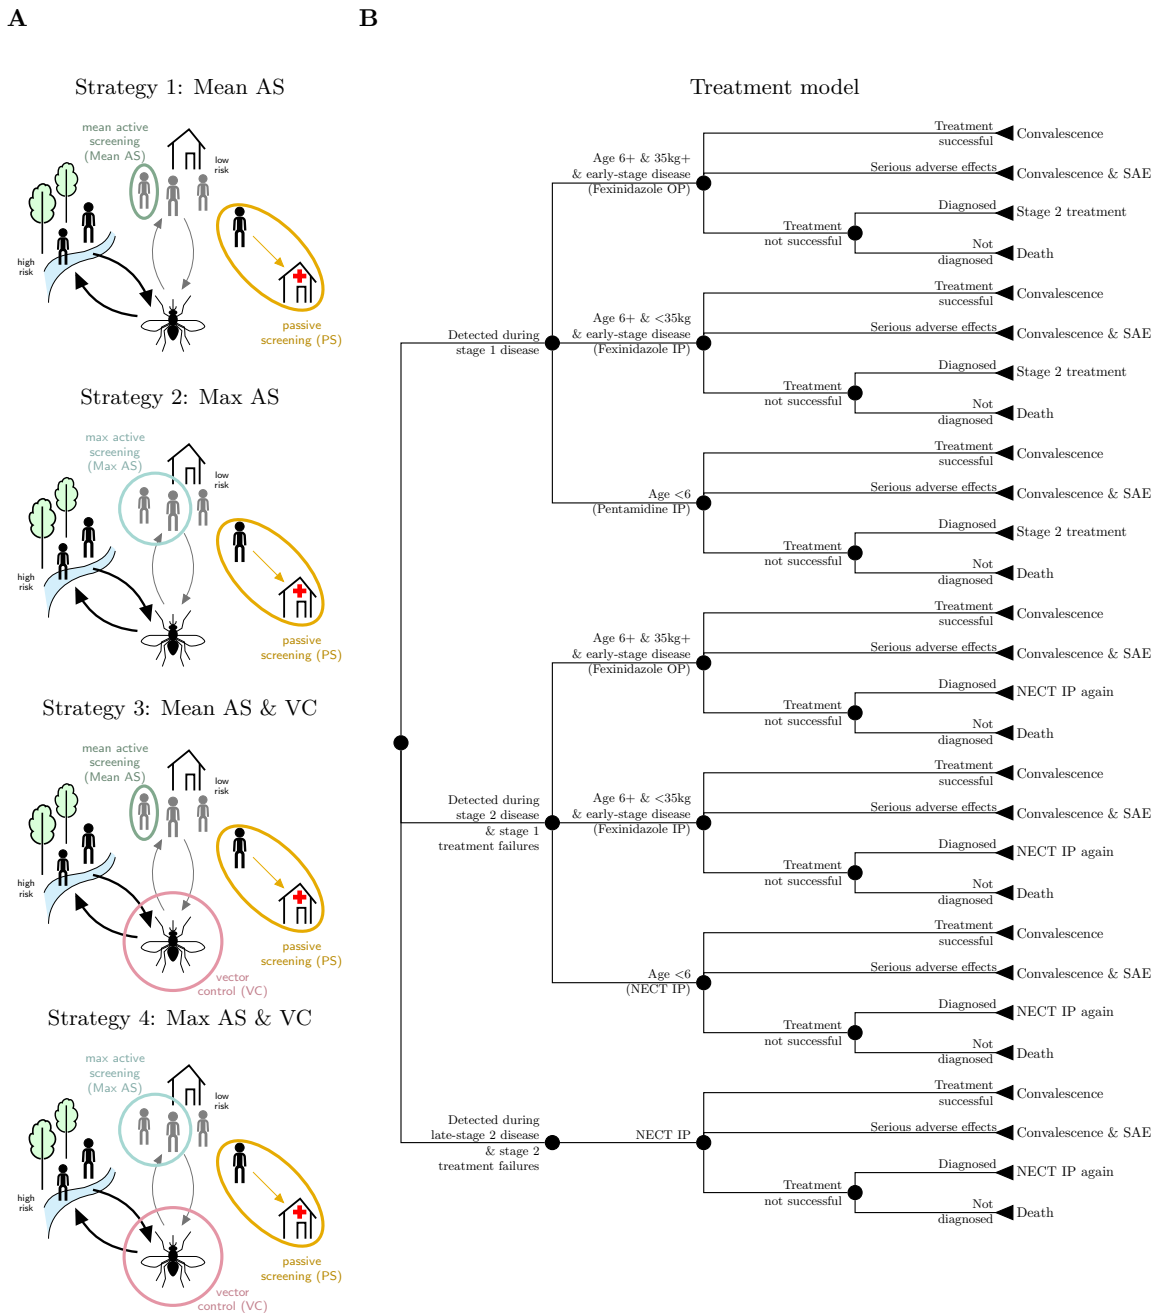 A
B
Strategy 1: Mean AS
mean active
screening
(Mean AS)
low
risk
high
risk
passive
screening (PS)
Strategy 2: Max AS
max active
screening
(Max AS)
low
risk
high
risk
passive
screening (PS)
Strategy 3: Mean AS & VC
mean active
screening
(Mean AS)
low
risk
high
risk
passive
screening (PS)
vector
control (VC)
Strategy 4: Max AS & VC
max active
screening
(Max AS)
low
risk
high
risk
passive
screening (PS)
vector
control (VC)
Treatment model
Detected during
stage 1 disease
Age 6+ & 35kg+
& early-stage disease
(Fexinidazole OP)
Treatment
successful
Convalescence
Serious adverse effects
Convalescence & SAE
Treatment
not successful
Diagnosed
Stage 2 treatment
Not
diagnosed
Death
Age 6+ & <35kg
& early-stage disease
(Fexinidazole IP)
Treatment
successful
Convalescence
Serious adverse effects
Convalescence & SAE
Treatment
not successful
Diagnosed
Stage 2 treatment
Not
diagnosed
Death
Age <6
(Pentamidine IP)
Treatment
successful
Convalescence
Serious adverse effects
Convalescence & SAE
Treatment
not successful
Diagnosed
Stage 2 treatment
Not
diagnosed
Death
Detected during
stage 2 disease
& stage 1
treatment failures
Age 6+ & 35kg+
& early-stage disease
(Fexinidazole OP)
Treatment
successful
Convalescence
Serious adverse effects
Convalescence & SAE
Treatment
not successful
Diagnosed
NECT IP again
Not
diagnosed
Death
Age 6+ & <35kg
& early-stage disease
(Fexinidazole IP)
Treatment
successful
Convalescence
Serious adverse effects
Convalescence & SAE
Treatment
not successful
Diagnosed
NECT IP again
Not
diagnosed
Death
Age <6
(NECT IP)
Treatment
successful
Convalescence
Serious adverse effects
Convalescence & SAE
Treatment
not successful
Diagnosed
NECT IP again
Not
diagnosed
Death
Detected during
late-stage 2 disease
& stage 2
treatment failures
NECT IP
Treatment
successful
Convalescence
Serious adverse effects
Convalescence & SAE
Treatment
not successful
Diagnosed
NECT IP again
Not
diagnosed
Death